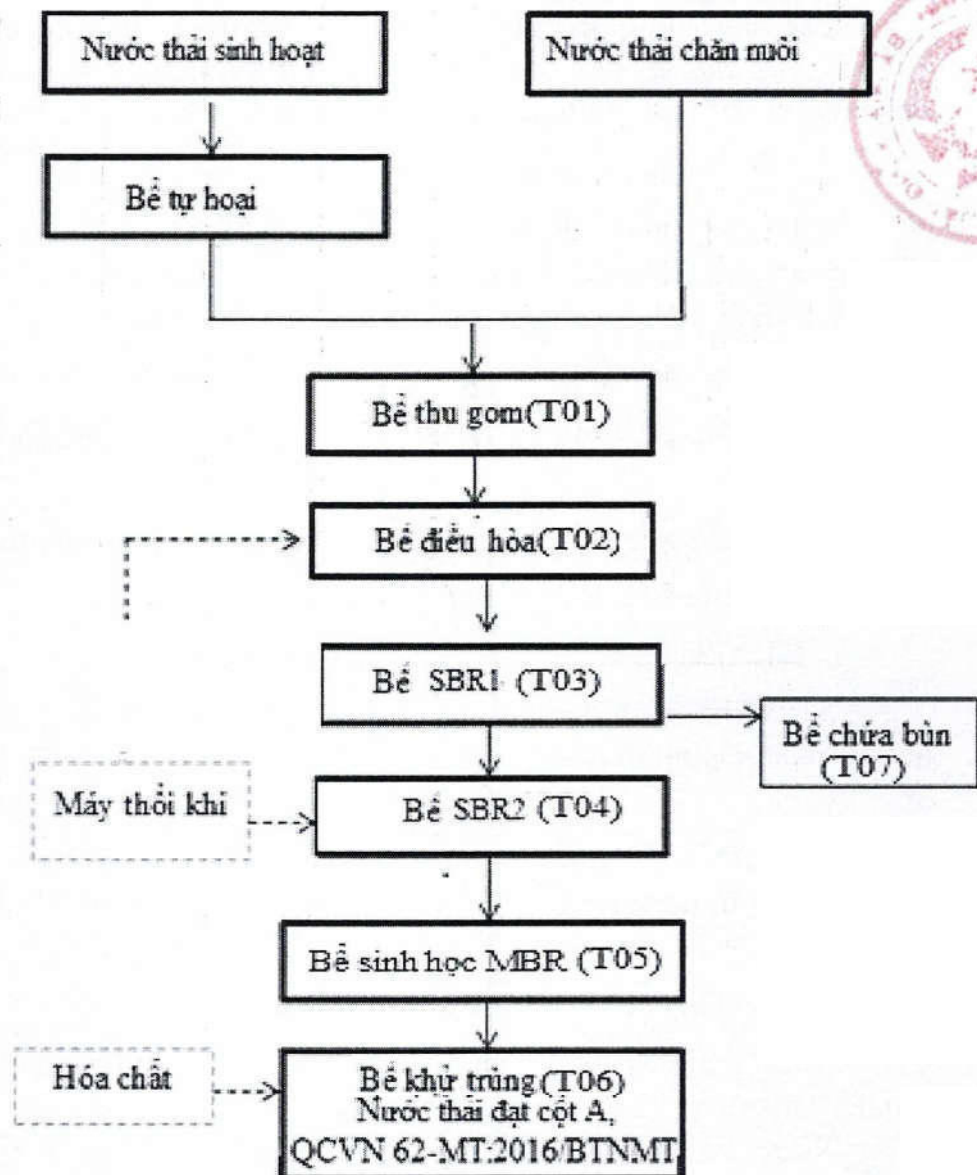 Nước thải sinh hoạt
Nước thải chăn nuôi
Bể tự hoại
Bể thu gom(T01)
Bể điều hòa(T02)
Bể SBR1 (T03)
Bể chứa bùn
(T07)
Máy thổi khí
Bể SBR2 (T04)
Bể sinh học MBR (T05)
Hóa chất
Bể khử trùng(T06)
Nước thải đạt cột A,
QCVN 62-MT:2016/BTNMT